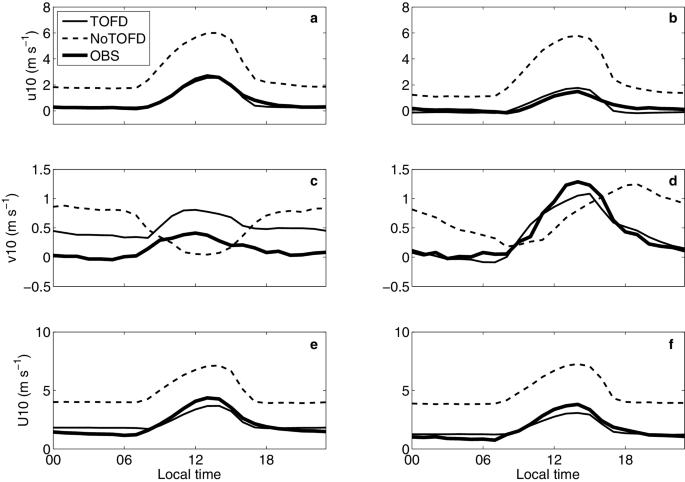 8
6
4
2
0
u10 (m s⁻¹)
TOFD
NoTOFD
OBS
a
8
6
4
2
0
b
1.5
1
0.5
0
−0.5
v10 (m s⁻¹)
c
1.5
1
0.5
0
−0.5
d
10
5
0
U10 (m s⁻¹)
e
00
06
12
18
Local time
10
5
0
f
00
06
12
18
Local time